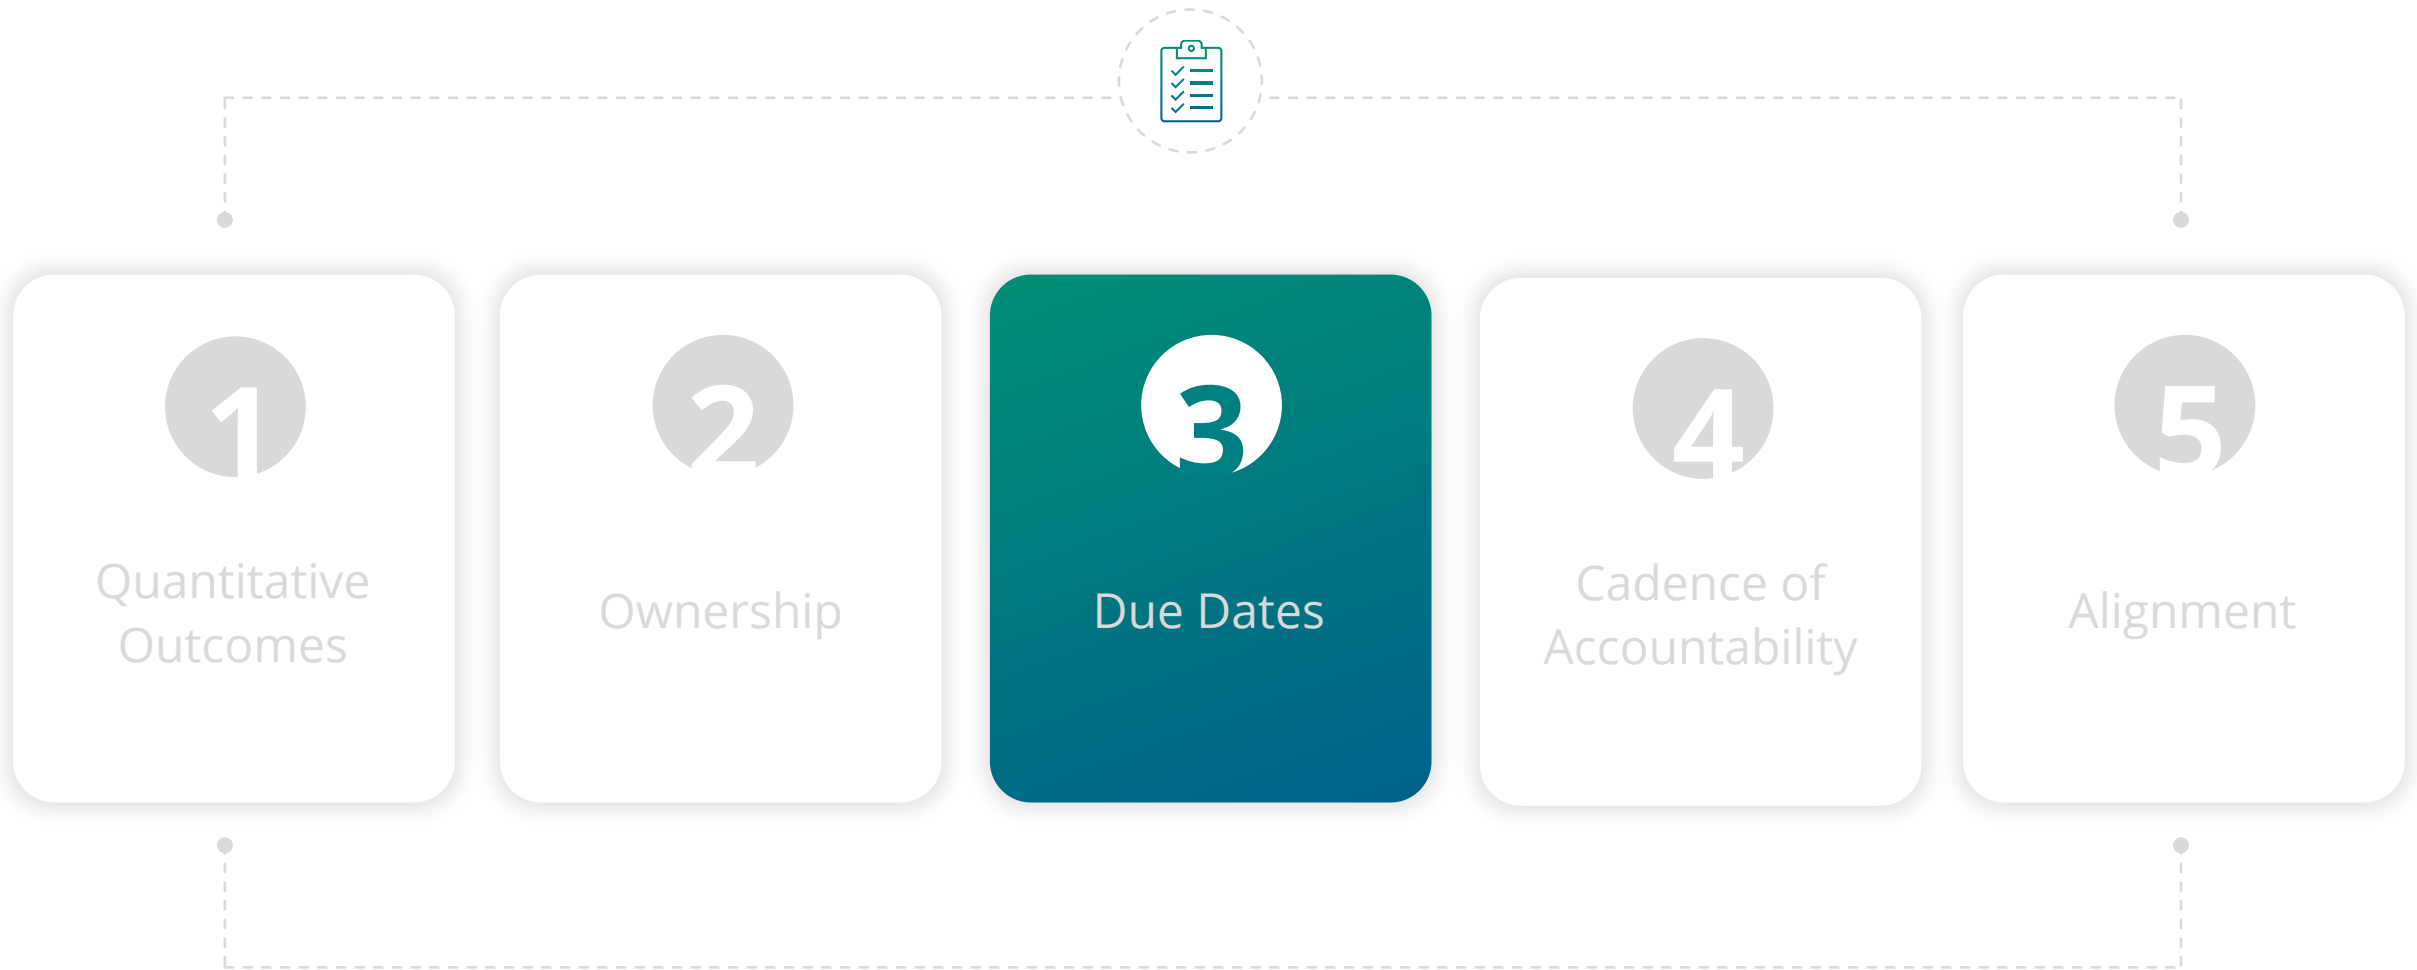 1
Quantitative
Outcomes
2
Ownership
3
Due Dates
4
Cadence of
Accountability
5
Alignment